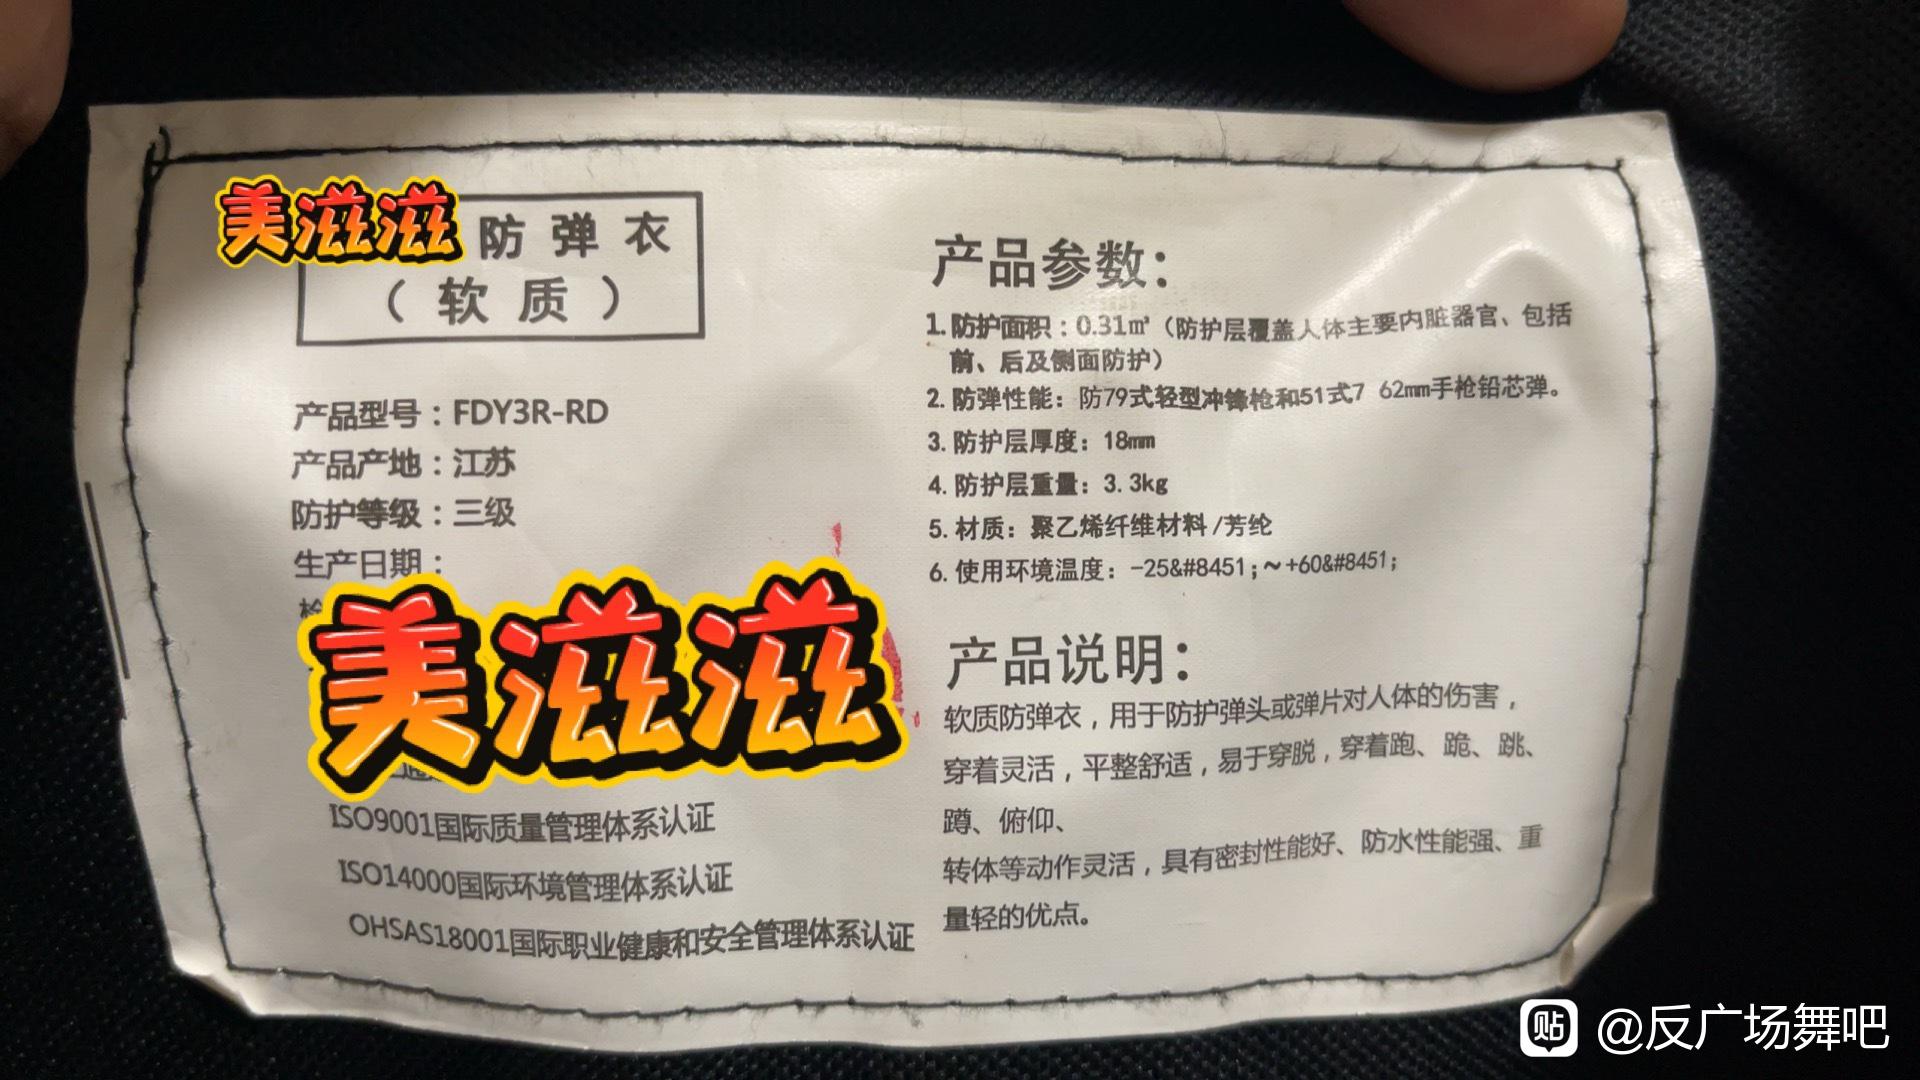 美滋滋 防弹衣
（软质）
产品型号：FDY3R-RD
产品产地：江苏
防护等级：三级
生产日期：
美滋滋
ISO9001国际质量管理体系认证
ISO14000国际环境管理体系认证
OHSAS18001国际职业健康和安全管理体系认证
产品参数：
1.防护面积：0.31㎡（防护层覆盖人体主要内脏器官、包括
前、后及侧面防护）
2.防弹性能：防79式轻型冲锋枪和51式7 62mm手枪铅芯弹。
3.防护层厚度：18mm
4.防护层重量：3.3kg
5.材质：聚乙烯纤维材料/芳纶
6.使用环境温度：-25&#8451;～+60&#8451;
产品说明：
软质防弹衣，用于防护弹头或弹片对人体的伤害，
穿着灵活，平整舒适，易于穿脱，穿着跑、跪、跳、
蹲、俯仰、
转体等动作灵活，具有密封性能好、防水性能强、重
量轻的优点。
贴 @反广场舞吧